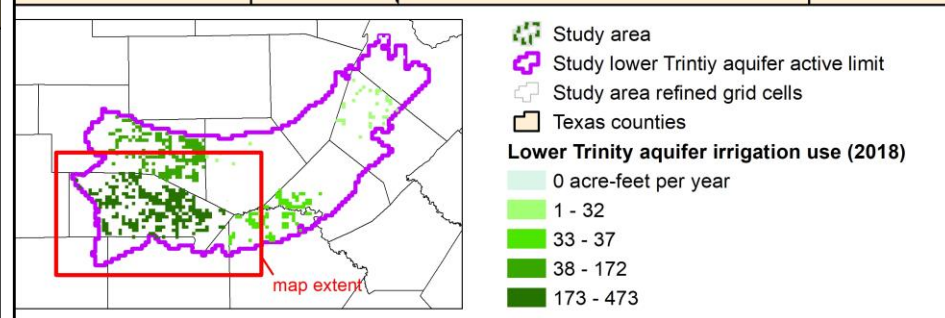 map extent
Study area
Study lower Trintiy aquifer active limit
Study area refined grid cells
Texas counties
Lower Trinity aquifer irrigation use (2018)
0 acre-feet per year
1 - 32
33 - 37
38 - 172
173 - 473